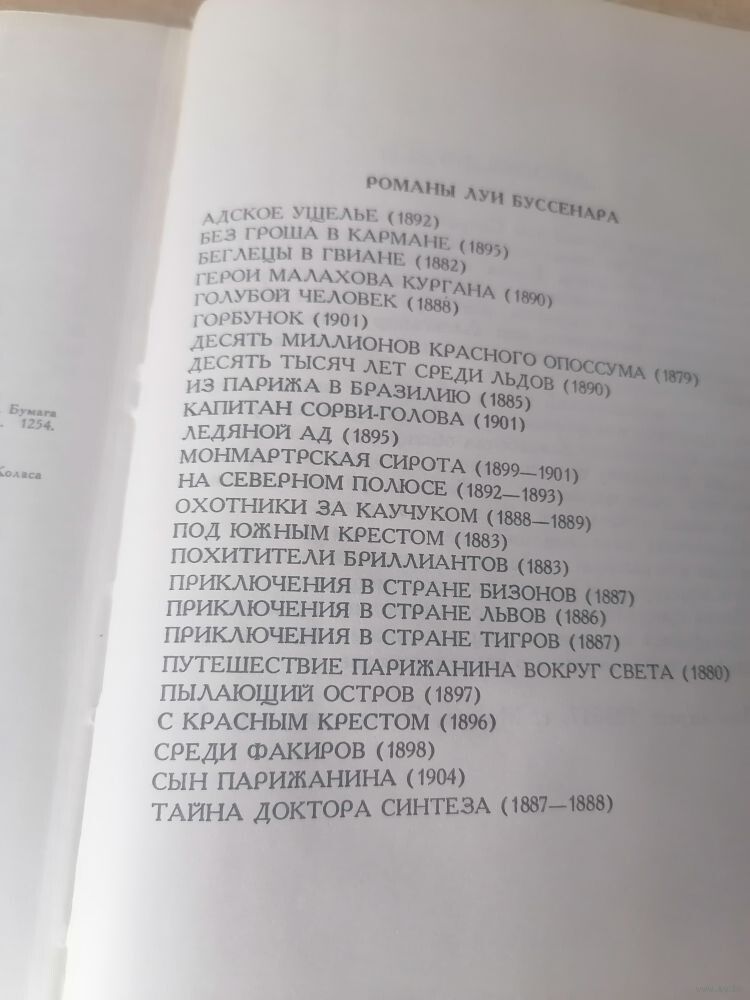 Бумага
1254.
Коласа
РОМАНЫ ЛУИ БУССЕНАРА
АДСКОЕ УЩЕЛЬЕ (1892)
БЕЗ ГРОША В КАРМАНЕ (1895)
БЕГЛЕЦЫ В ГВИАНЕ (1882)
ГЕРОИ МАЛАХОВА КУРГАНА (1890)
ГОЛУБОЙ ЧЕЛОВЕК (1888)
ГОРБУНОК (1901)
ДЕСЯТЬ МИЛЛИОНОВ КРАСНОГО ОПОССУМА (1879)
ДЕСЯТЬ ТЫСЯЧ ЛЕТ СРЕДИ ЛЬДОВ (1890)
ИЗ ПАРИЖА В БРАЗИЛИЮ (1885)
КАПИТАН СОРВИ-ГОЛОВА (1901)
ЛЕДЯНОЙ АД (1895)
МОНМАРТРСКАЯ СИРОТА (1899—1901)
НА СЕВЕРНОМ ПОЛЮСЕ (1892—1893)
ОХОТНИКИ ЗА КАУЧУКОМ (1888—1889)
ПОД ЮЖНЫМ КРЕСТОМ (1883)
ПОХИТИТЕЛИ БРИЛЛИАНТОВ (1883)
ПРИКЛЮЧЕНИЯ В СТРАНЕ БИЗОНОВ (1887)
ПРИКЛЮЧЕНИЯ В СТРАНЕ ЛЬВОВ (1886)
ПРИКЛЮЧЕНИЯ В СТРАНЕ ТИГРОВ (1887)
ПУТЕШЕСТВИЕ ПАРИЖАНИНА ВОКРУГ СВЕТА (1880)
ПЫЛАЮЩИЙ ОСТРОВ (1897)
С КРАСНЫМ КРЕСТОМ (1896)
СРЕДИ ФАКИРОВ (1898)
СЫН ПАРИЖАНИНА (1904)
ТАЙНА ДОКТОРА СИНТЕЗА (1887—1888)